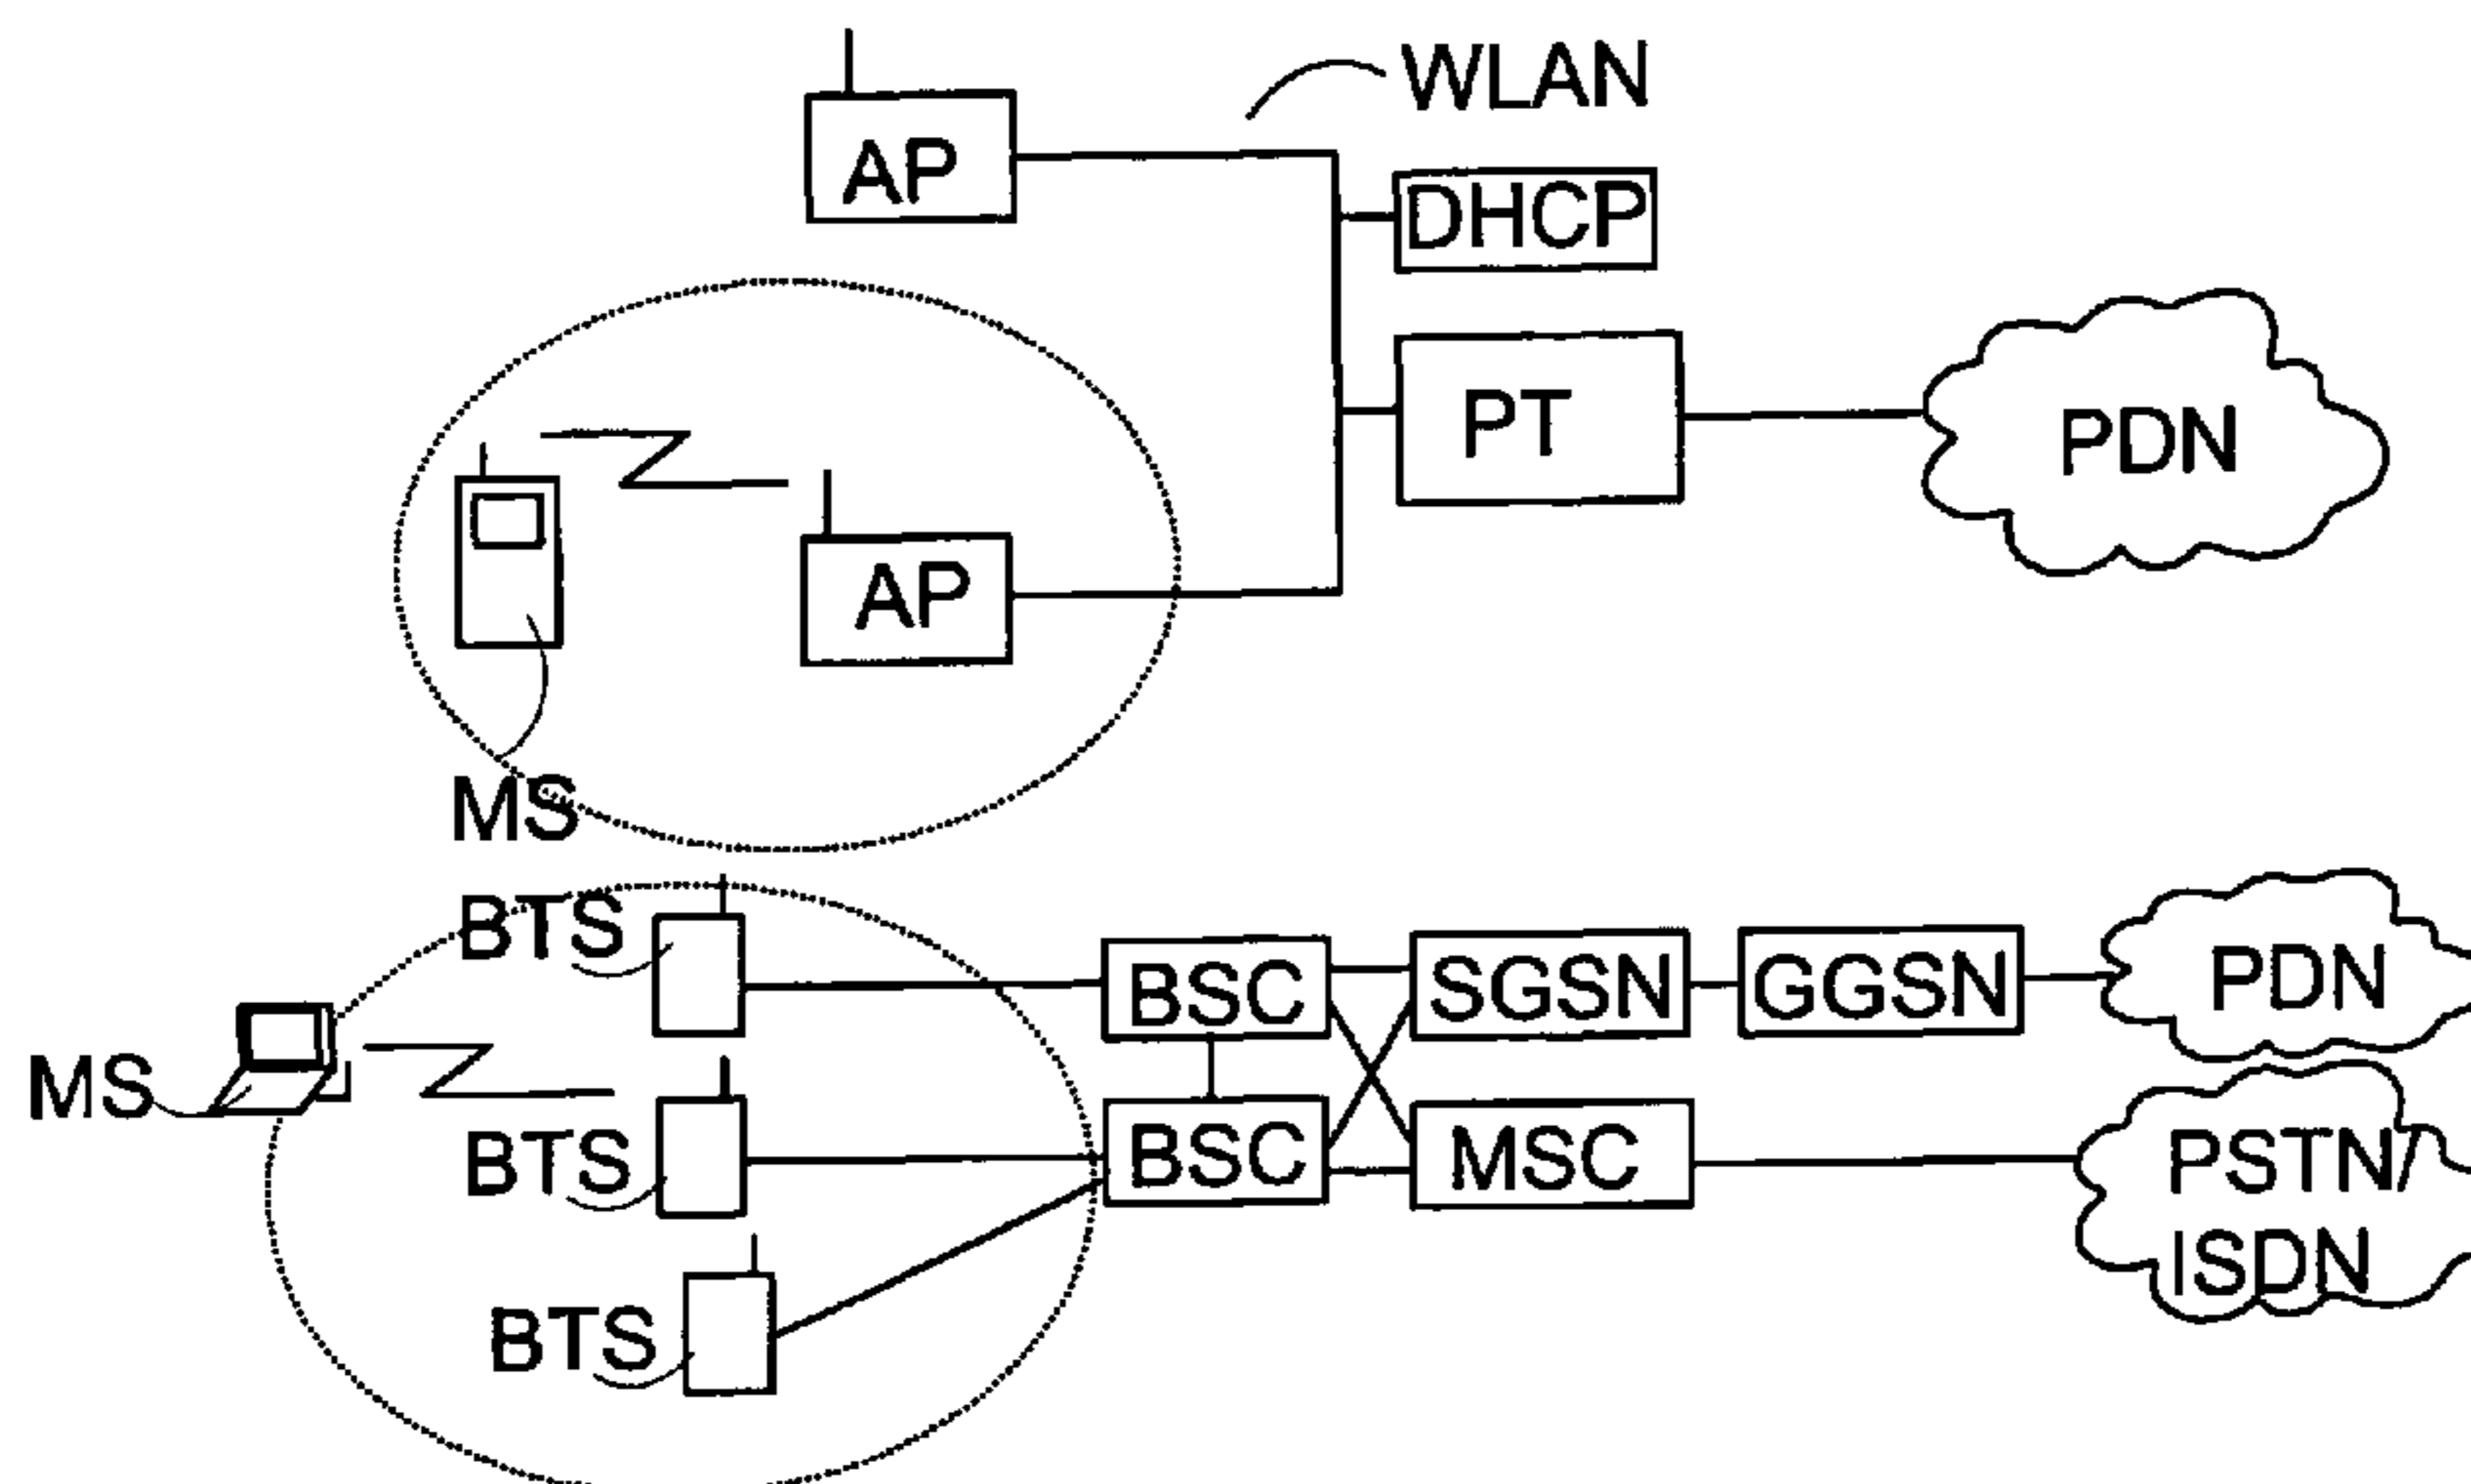 WLAN
AP
DHCP
PT
PDN
AP
MS
BTS
BSC
SGSN
GGSN
PDN
MS
BTS
BSC
MSC
PSTN/
ISDN
BTS